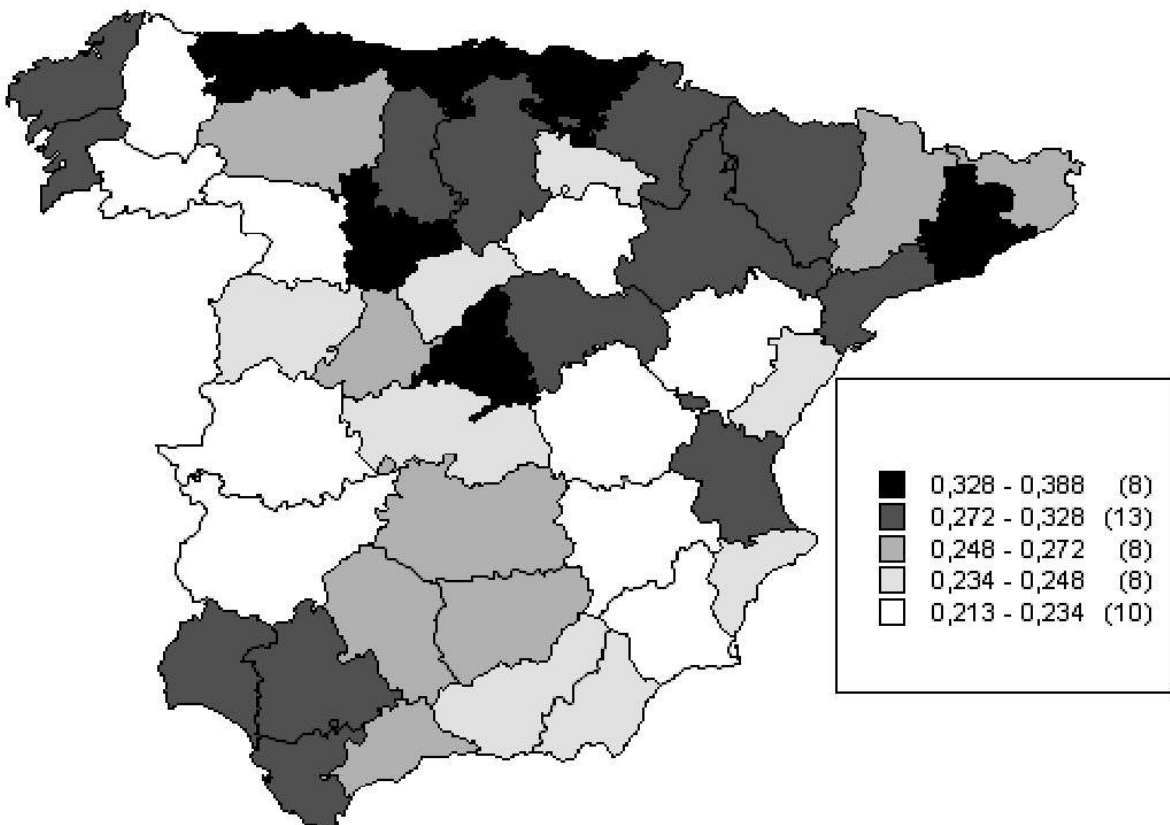 0,328 - 0,388 (8)
0,272 - 0,328 (13)
0,248 - 0,272 (8)
0,234 - 0,248 (8)
0,213 - 0,234 (10)